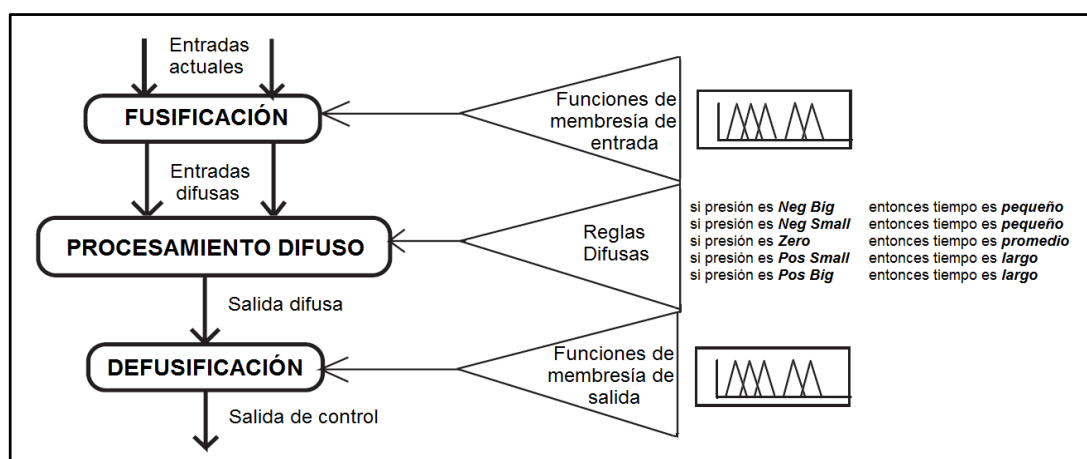 Entradas
actuales
FUSIFICACIÓN
Funciones de
membresía de
entrada
Entradas
difusas
PROCESAMIENTO DIFUSO
Reglas
Difusas
si presión es Neg Big entonces tiempo es pequeño
si presión es Neg Small entonces tiempo es pequeño
si presión es Zero entonces tiempo es promedio
si presión es Pos Small entonces tiempo es largo
si presión es Pos Big entonces tiempo es largo
Salida difusa
DEFUSIFICACIÓN
Funciones de
membresía de
salida
Salida de control